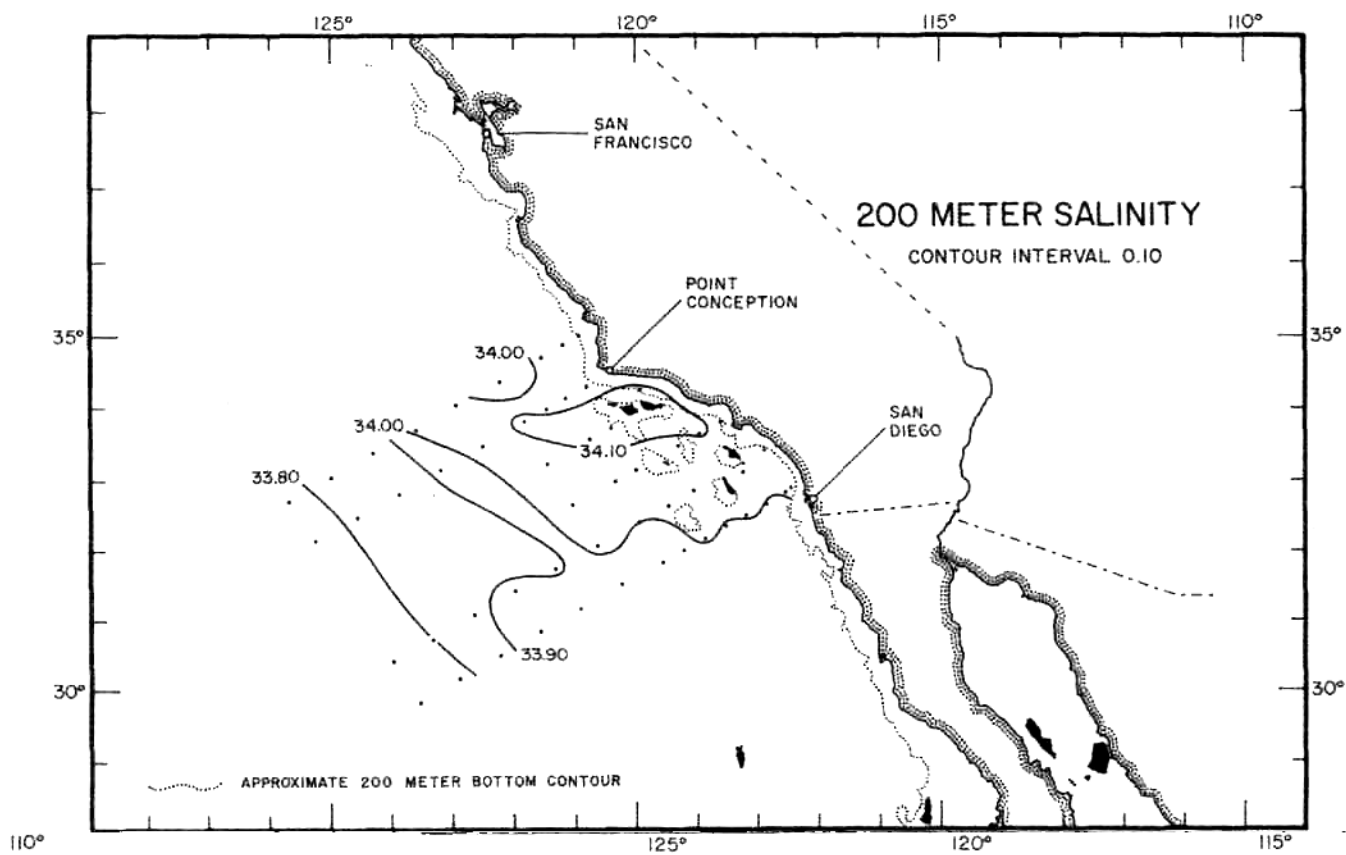 125° 120° 115° 110°
SAN
FRANCISCO
200 METER SALINITY
CONTOUR INTERVAL 0.10
POINT
CONCEPTION
35° 35°
34.00
SAN
DIEGO
34.00
34.10
33.80
33.90
30° 30°
APPROXIMATE 200 METER BOTTOM CONTOUR
110° 125° 120° 115°